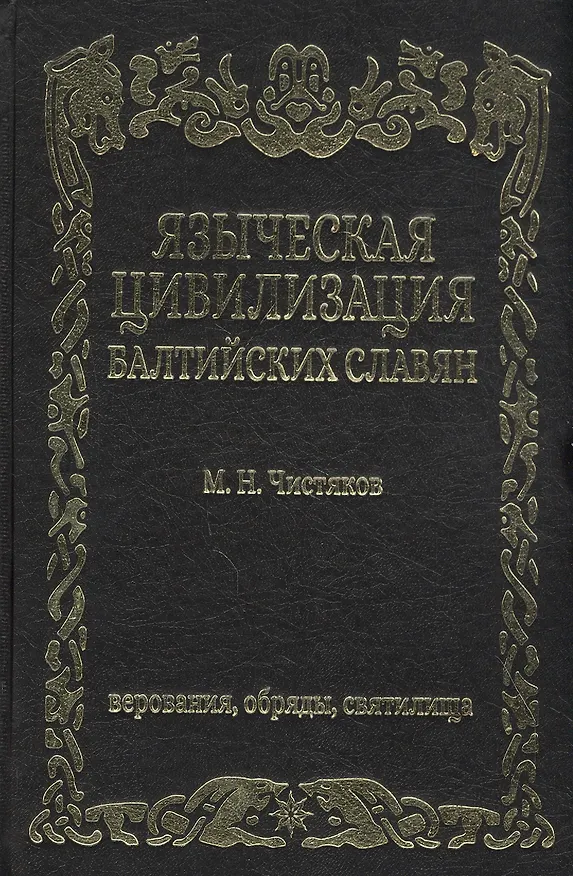 ЯЗЫЧЕСКАЯ
ЦИВИЛИЗАЦИЯ
БАЛТИЙСКИХ СЛАВЯН
М. Н. Чистяков
верования, обряды, святилища